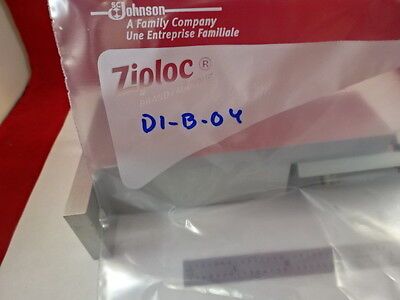 SC Johnson
A Family Company
Une Entreprise Familiale
Ziploc®
D1-B-04